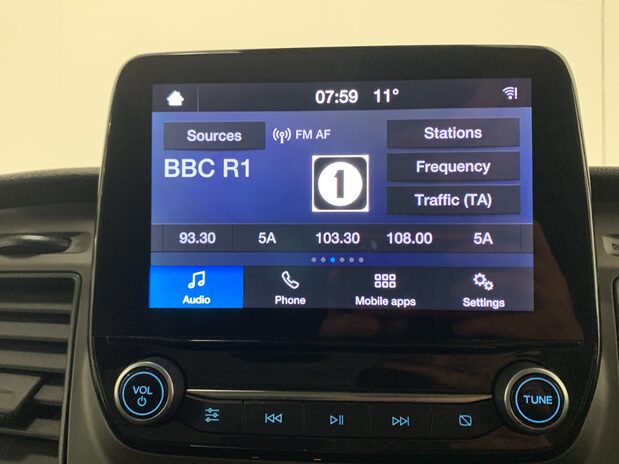 07:59 11°
Sources FM AF Stations
BBC R1 1 Frequency
Traffic (TA)
93.30 5A 103.30 108.00 5A
Audio Phone Mobile apps Settings
VOL TUNE